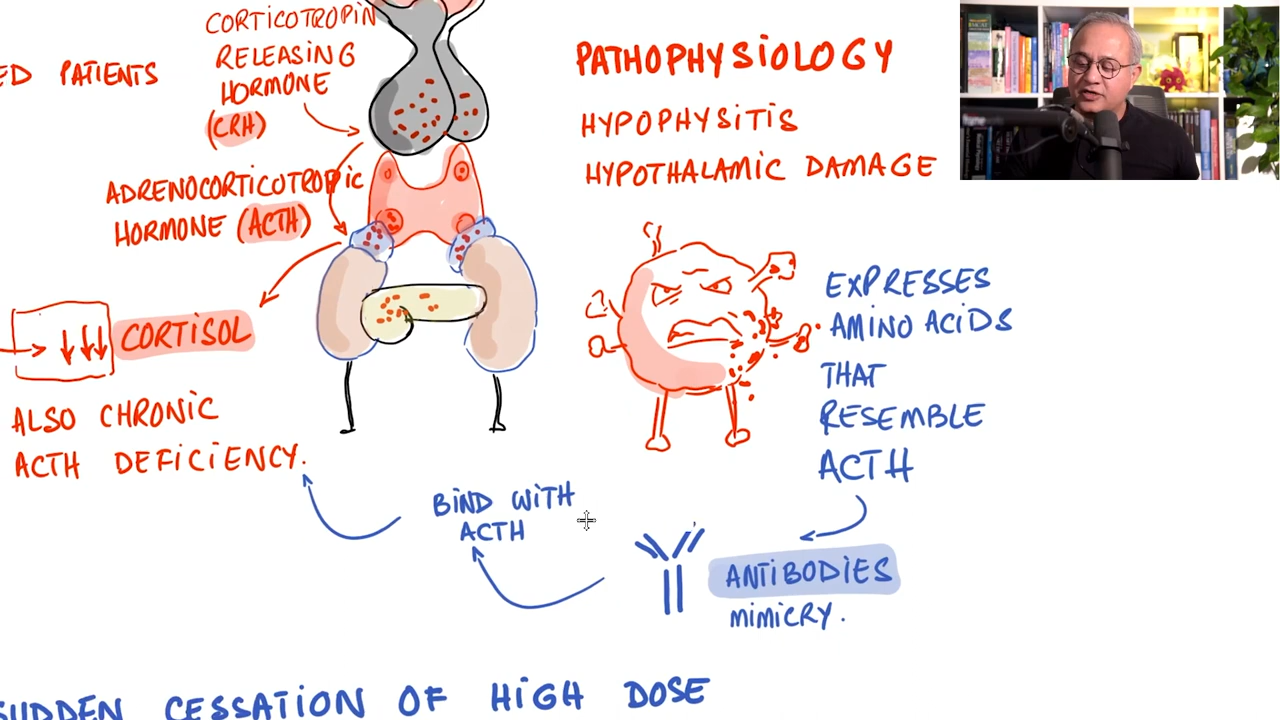 CORTICOTROPIN
RELEASING
HORMONE
(CRH)
ED PATIENTS
ADRENOCORTICOTROPIC
HORMONE (ACTH)
CORTISOL
ALSO CHRONIC
ACTH DEFICIENCY.
PATHOPHYSIOLOGY
HYPOPHYSITIS
HYPOTHALAMIC DAMAGE
EXPRESSES
AMINO ACIDS
THAT
RESEMBLE
ACTH
ANTIBODIES
MIMICRY.
BIND WITH
ACTH
SUDDEN CESSATION OF HIGH DOSE